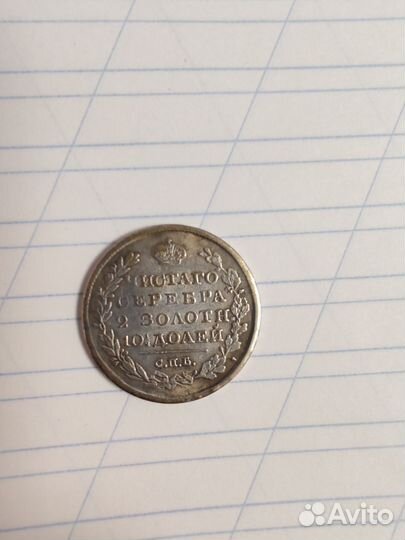 ЧИСТАГО
СЕРЕБРА
2 ЗОЛОТН
10½ ДОЛЕЙ
С.П.Б.
Avito